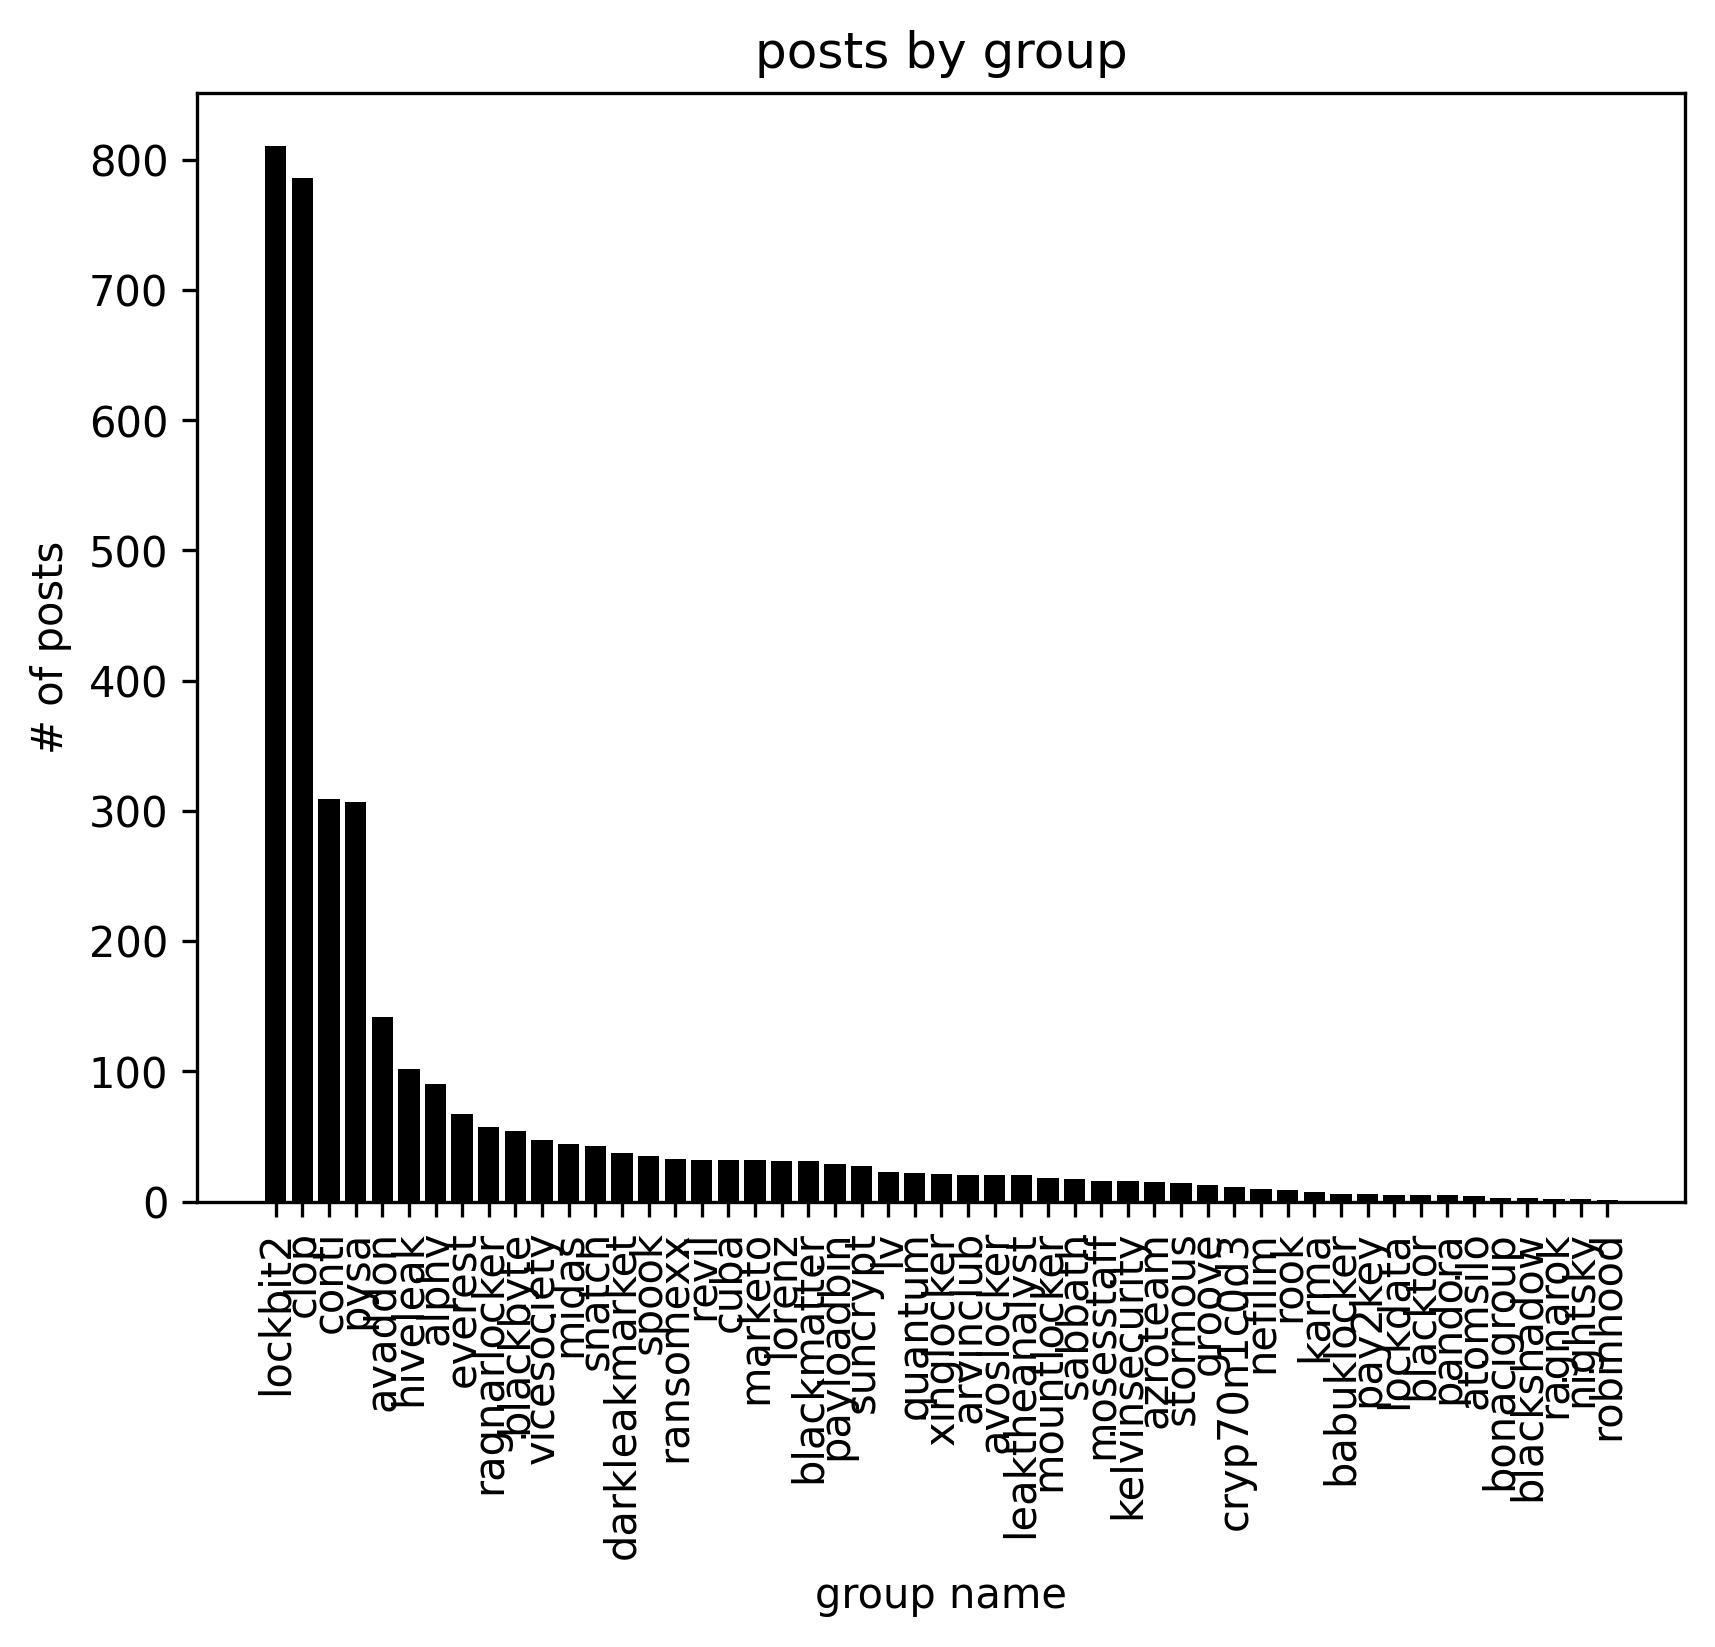 posts by group
# of posts
800
700
600
500
400
300
200
100
0
lockbit2
clop
conti
pysa
avaddon
hiveleak
alphv
everest
ragnarlocker
blackbyte
vicesociety
midas
snatch
darkleakmarket
spook
ransomexx
revil
cuba
marketo
lorenz
blackmatter
payloadbin
suncrypt
lv
quantum
xinglocker
arvinclub
avoslocker
leaktheanalyst
mountlocker
sabbath
mosesstaff
kelvinsecurity
azroteam
stormous
groove
cryp70n1c0d3
nefilim
rook
karma
babuklocker
pay2key
lockdata
blacktor
pandora
atomsilo
bonacigroup
blackshadow
ragnarok
nightsky
robinhood
group name